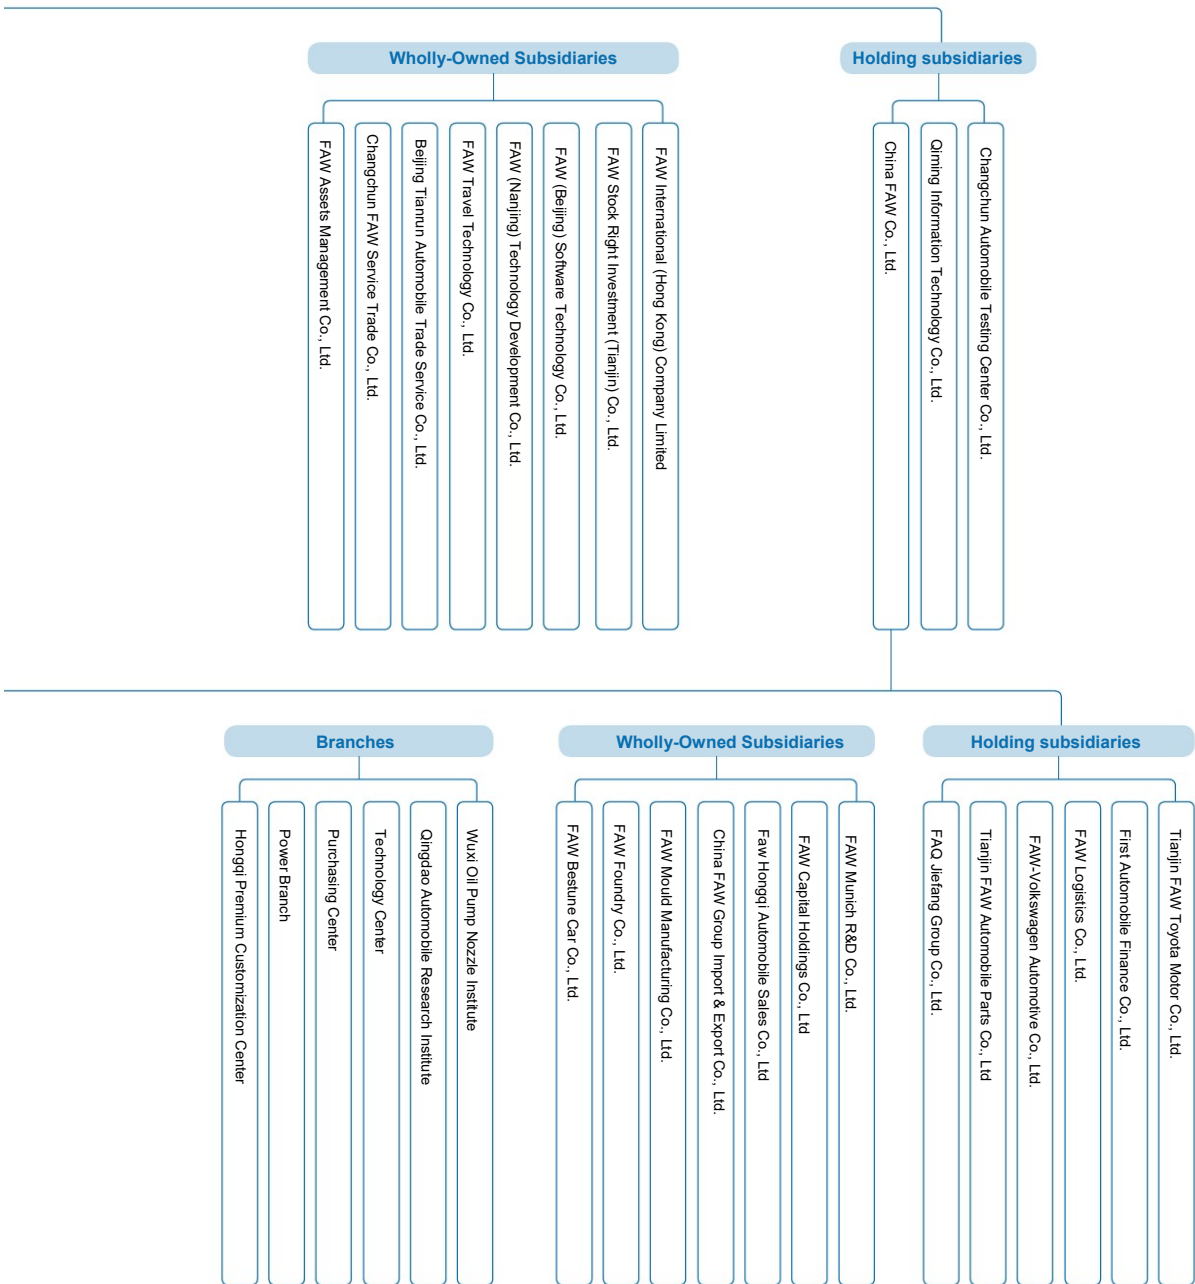 Wholly-Owned Subsidiaries
FAW Assets Management Co., Ltd.
Changchun FAW Service Trade Co., Ltd.
Beijing Tianrun Automobile Trade Service Co., Ltd.
FAW Travel Technology Co., Ltd.
FAW (Nanjing) Technology Development Co., Ltd.
FAW (Beijing) Software Technology Co., Ltd.
FAW Stock Right Investment (Tianjin) Co., Ltd.
FAW International (Hong Kong) Company Limited
Holding subsidiaries
China FAW Co., Ltd.
Qiming Information Technology Co., Ltd.
Changchun Automobile Testing Center Co., Ltd.
Branches
Hongqi Premium Customization Center
Power Branch
Purchasing Center
Technology Center
Qingdao Automobile Research Institute
Wuxi Oil Pump Nozzle Institute
Wholly-Owned Subsidiaries
FAW Bestune Car Co., Ltd.
FAW Foundry Co., Ltd.
FAW Mould Manufacturing Co., Ltd.
China FAW Group Import & Export Co., Ltd.
Faw Hongqi Automobile Sales Co., Ltd
FAW Capital Holdings Co., Ltd
FAW Munich R&D Co., Ltd.
Holding subsidiaries
FAQ Jiefang Group Co., Ltd.
Tianjin FAW Automobile Parts Co., Ltd
FAW-Volkswagen Automotive Co., Ltd.
FAW Logistics Co., Ltd.
First Automobile Finance Co., Ltd.
Tianjin FAW Toyota Motor Co., Ltd.